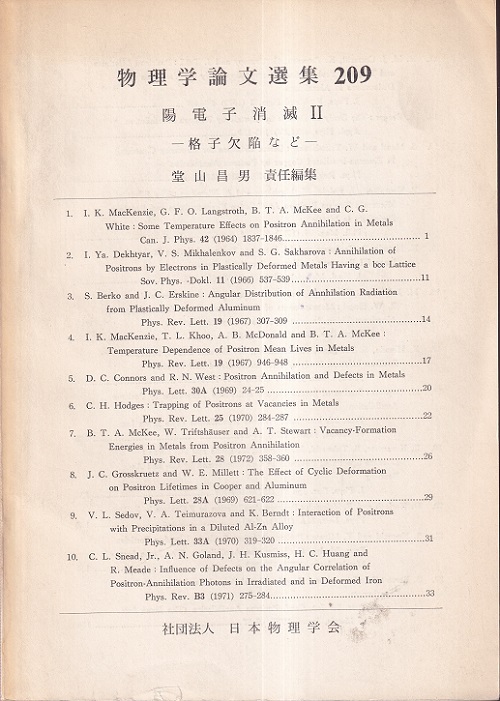 物理学論文選集 209
陽電子消滅 II
―格子欠陥など―
堂山昌男 責任編集
1. I. K. MacKenzie, G. F. O. Langstroth, B. T. A. McKee and C. G.
White : Some Temperature Effects on Positron Annihilation in Metals
Can. J. Phys. 42 (1964) 1837-1846 1
2. I. Ya. Dekhtyar, V. S. Mikhalenkov and S. G. Sakharova : Annihilation of
Positrons by Electrons in Plastically Deformed Metals Having a bcc Lattice
Sov. Phys. -Dokl. 11 (1966) 537-539 11
3. S. Berko and J. C. Erskine : Angular Distribution of Annhilation Radiation
from Plastically Deformed Aluminum
Phys. Rev. Lett. 19 (1967) 307-309 14
4. I. K. MacKenzie, T. L. Khoo, A. B. McDonald and B. T. A. McKee :
Temperature Dependence of Positron Mean Lives in Metals
Phys. Rev. Lett. 19 (1967) 946-948 17
5. D. C. Connors and R. N. West : Positron Annihilation and Defects in Metals
Phys. Lett. 30A (1969) 24-25 20
6. C. H. Hodges : Trapping of Positrons at Vacancies in Metals
Phys. Rev. Lett. 25 (1970) 284-287 22
7. B. T. A. McKee, W. Triftshäuser and A. T. Stewart : Vacancy-Formation
Energies in Metals from Positron Annihilation
Phys. Rev. Lett. 28 (1972) 358-360 26
8. J. C. Grosskruetz and W. E. Millett : The Effect of Cyclic Deformation
on Positron Lifetimes in Cooper and Aluminum
Phys. Lett. 28A (1969) 621-622 29
9. V. L. Sedov, V. A. Teimurazova and K. Berndt : Interaction of Positrons
with Precipitations in a Diluted Al-Zn Alloy
Phys. Lett. 33A (1970) 319-320 31
10. C. L. Snead, Jr., A. N. Goland, J. H. Kusmiss, H. C. Huang and
R. Meade : Influence of Defects on the Angular Correlation of
Positron-Annihilation Photons in Irradiated and in Deformed Iron
Phys. Rev. B3 (1971) 275-284 33
社団法人 日本物理学会